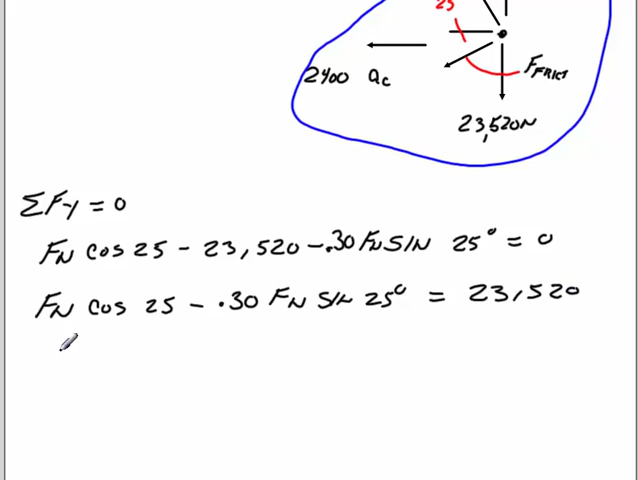 25
2400 ac
FFRICT
23,520N
ΣFy = 0
FN cos 25 - 23,520 - .30 FN SIN 25° = 0
FN cos 25 - .30 FN SIN 25° = 23,520